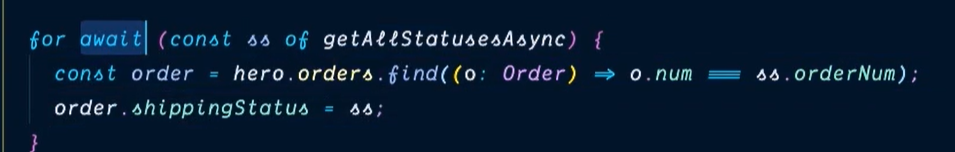 for await (const ss of getAllStatusesAsync) {
const order = hero.orders.find((o: Order) => o.num === ss.orderNum);
order.shippingStatus = ss;
}